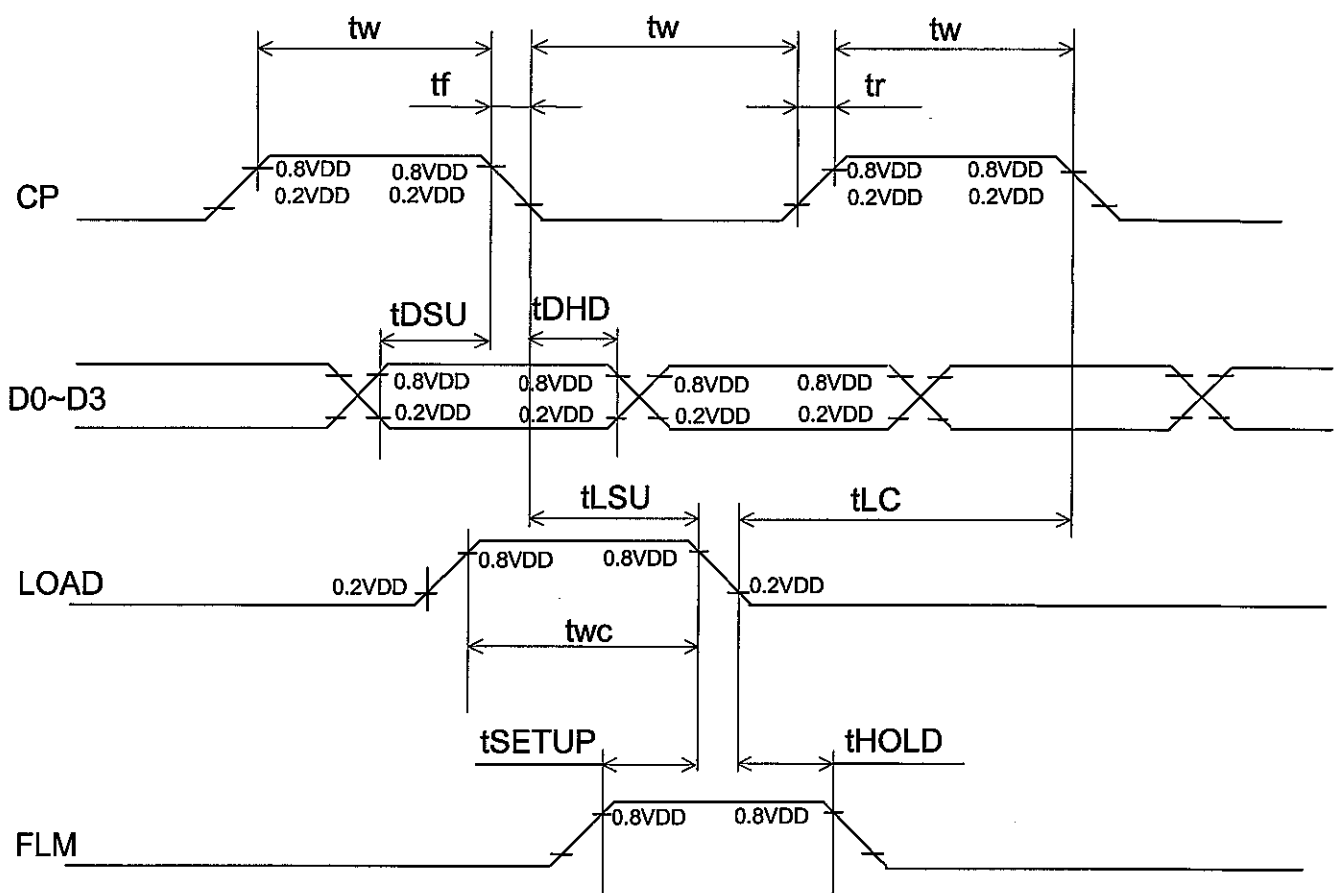 tw tw tw
tf tr
CP 0.8VDD 0.8VDD 0.8VDD 0.8VDD
0.2VDD 0.2VDD 0.2VDD 0.2VDD
tDSU tDHD
D0~D3 0.8VDD 0.8VDD 0.8VDD 0.8VDD
0.2VDD 0.2VDD 0.2VDD 0.2VDD
tLSU tLC
0.8VDD 0.8VDD
LOAD 0.2VDD 0.2VDD
twc
tSETUP tHOLD
FLM 0.8VDD 0.8VDD